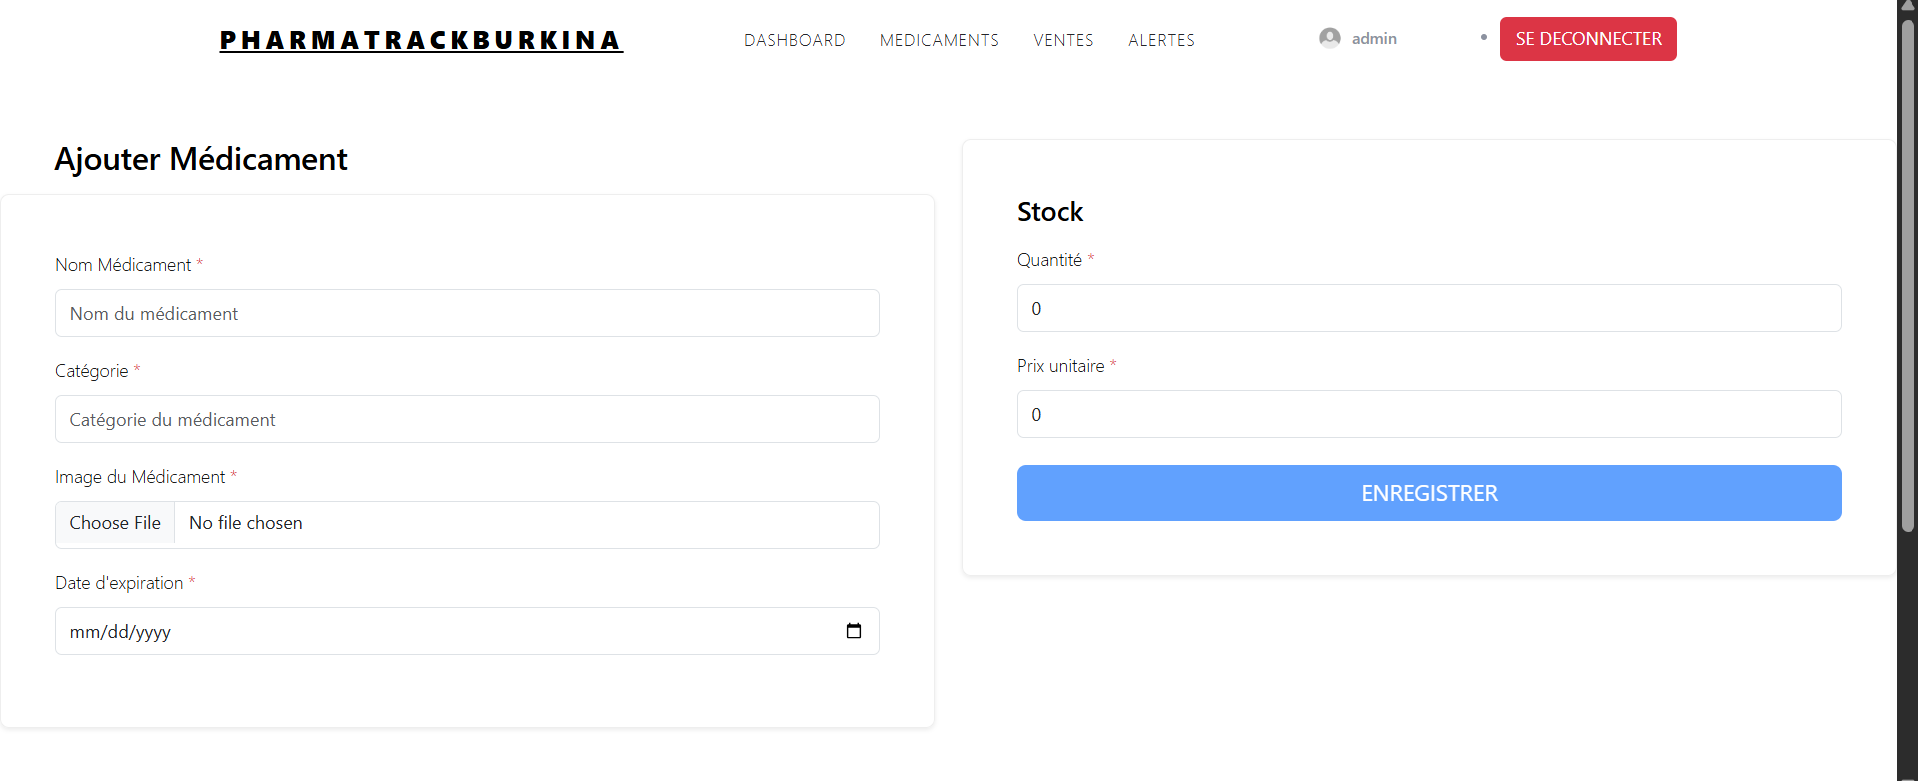 PHARMATRACKBURKINA
DASHBOARD MEDICAMENTS VENTES ALERTES
admin
• SE DECONNECTER
Ajouter Médicament
Nom Médicament *
Nom du médicament
Catégorie *
Catégorie du médicament
Image du Médicament *
Choose File No file chosen
Date d'expiration *
mm/dd/yyyy
Stock
Quantité *
0
Prix unitaire *
0
ENREGISTRER